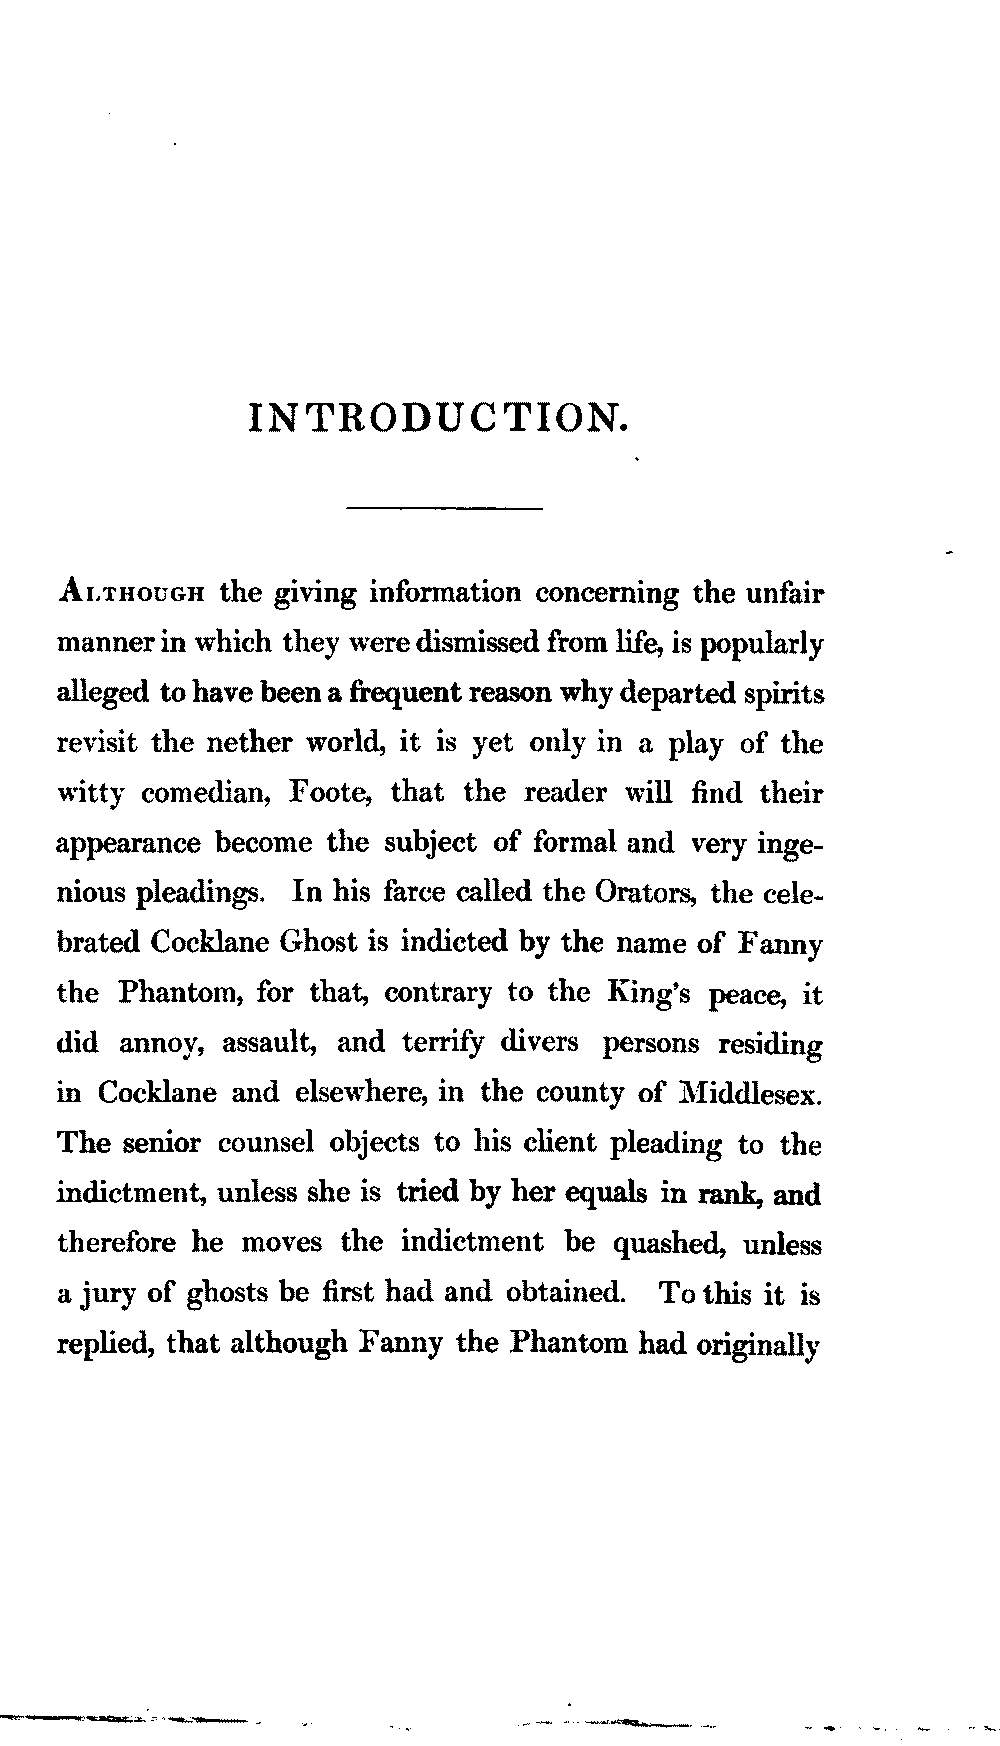 INTRODUCTION.
ALTHOUGH the giving information concerning the unfair
manner in which they were dismissed from life, is popularly
alleged to have been a frequent reason why departed spirits
revisit the nether world, it is yet only in a play of the
witty comedian, Foote, that the reader will find their
appearance become the subject of formal and very inge-
nious pleadings. In his farce called the Orators, the cele-
brated Cocklane Ghost is indicted by the name of Fanny
the Phantom, for that, contrary to the King's peace, it
did annoy, assault, and terrify divers persons residing
in Cocklane and elsewhere, in the county of Middlesex.
The senior counsel objects to his client pleading to the
indictment, unless she is tried by her equals in rank, and
therefore he moves the indictment be quashed, unless
a jury of ghosts be first had and obtained. To this it is
replied, that although Fanny the Phantom had originally